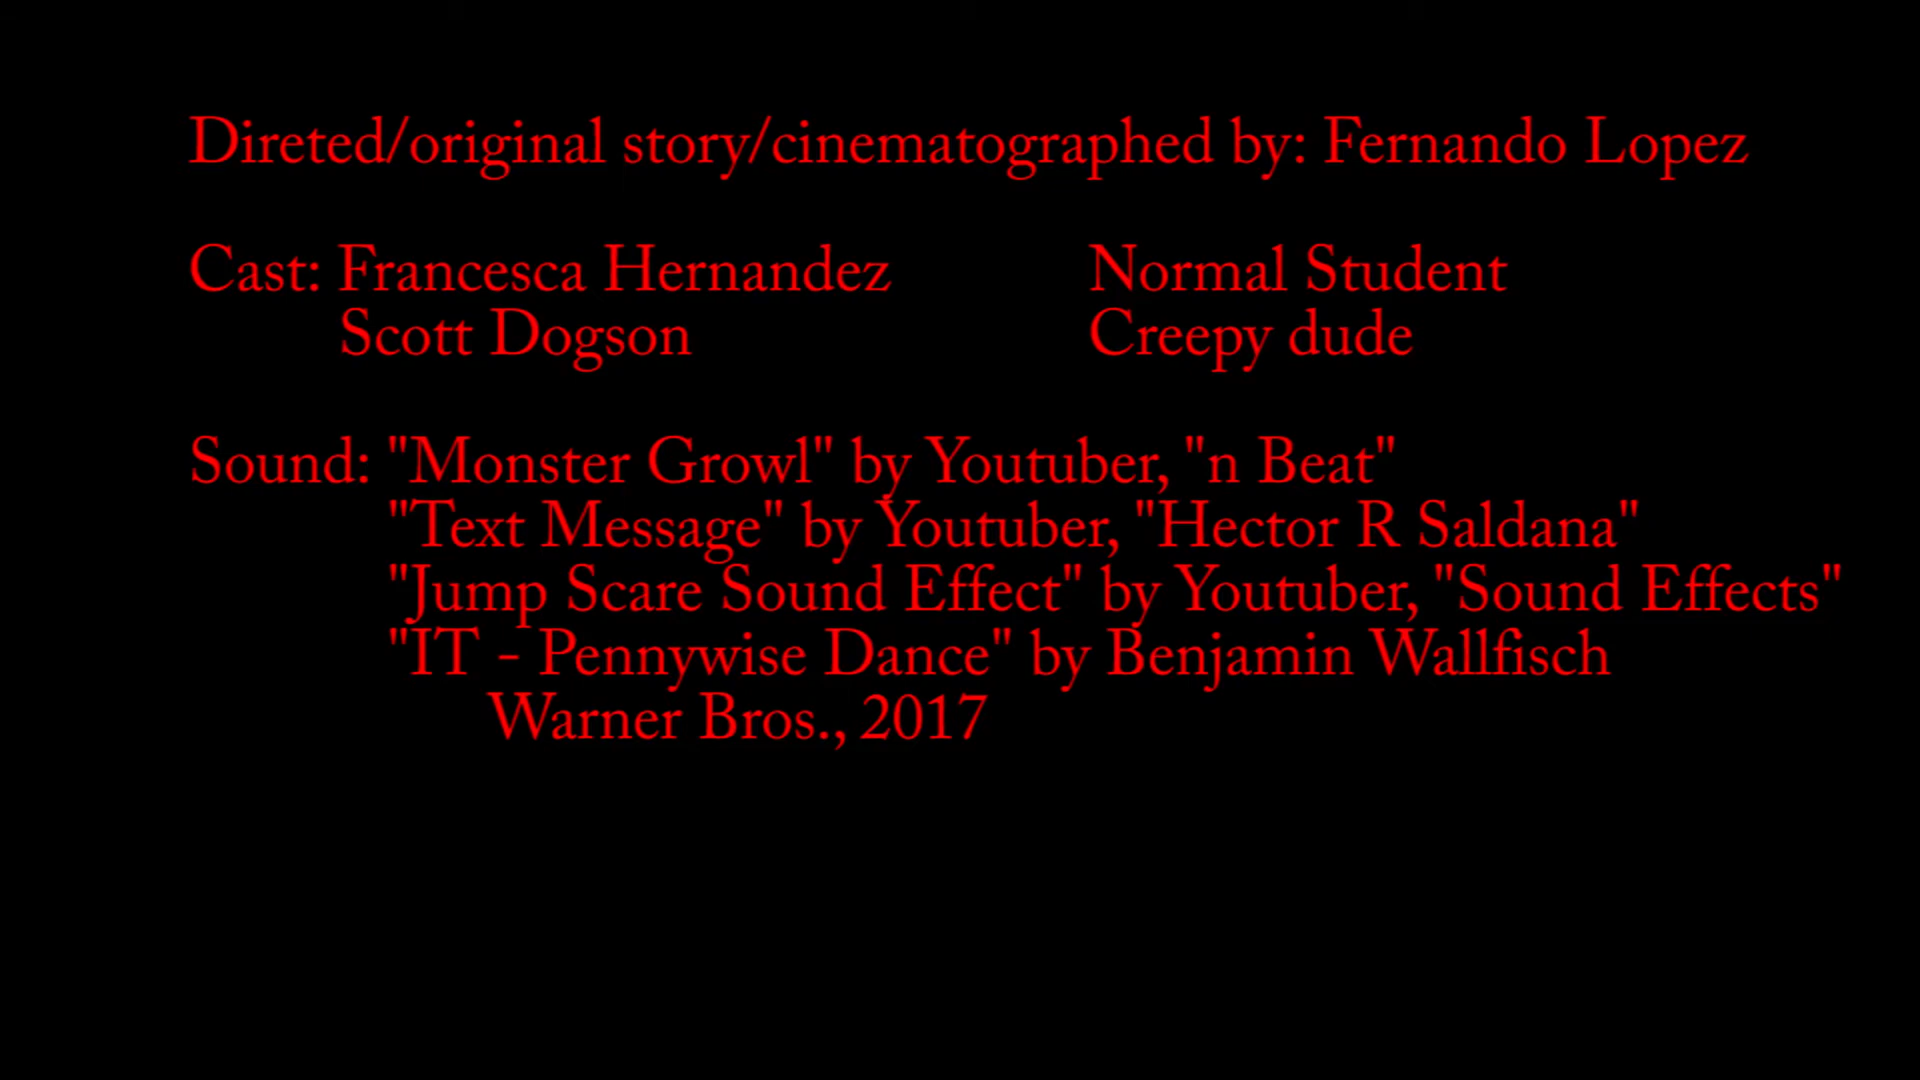 Direted/original story/cinematographed by: Fernando Lopez
Cast: Francesca Hernandez Normal Student
Scott Dogson Creepy dude
Sound: "Monster Growl" by Youtuber, "n Beat"
"Text Message" by Youtuber, "Hector R Saldana"
"Jump Scare Sound Effect" by Youtuber, "Sound Effects"
"IT - Pennywise Dance" by Benjamin Wallfisch
Warner Bros., 2017